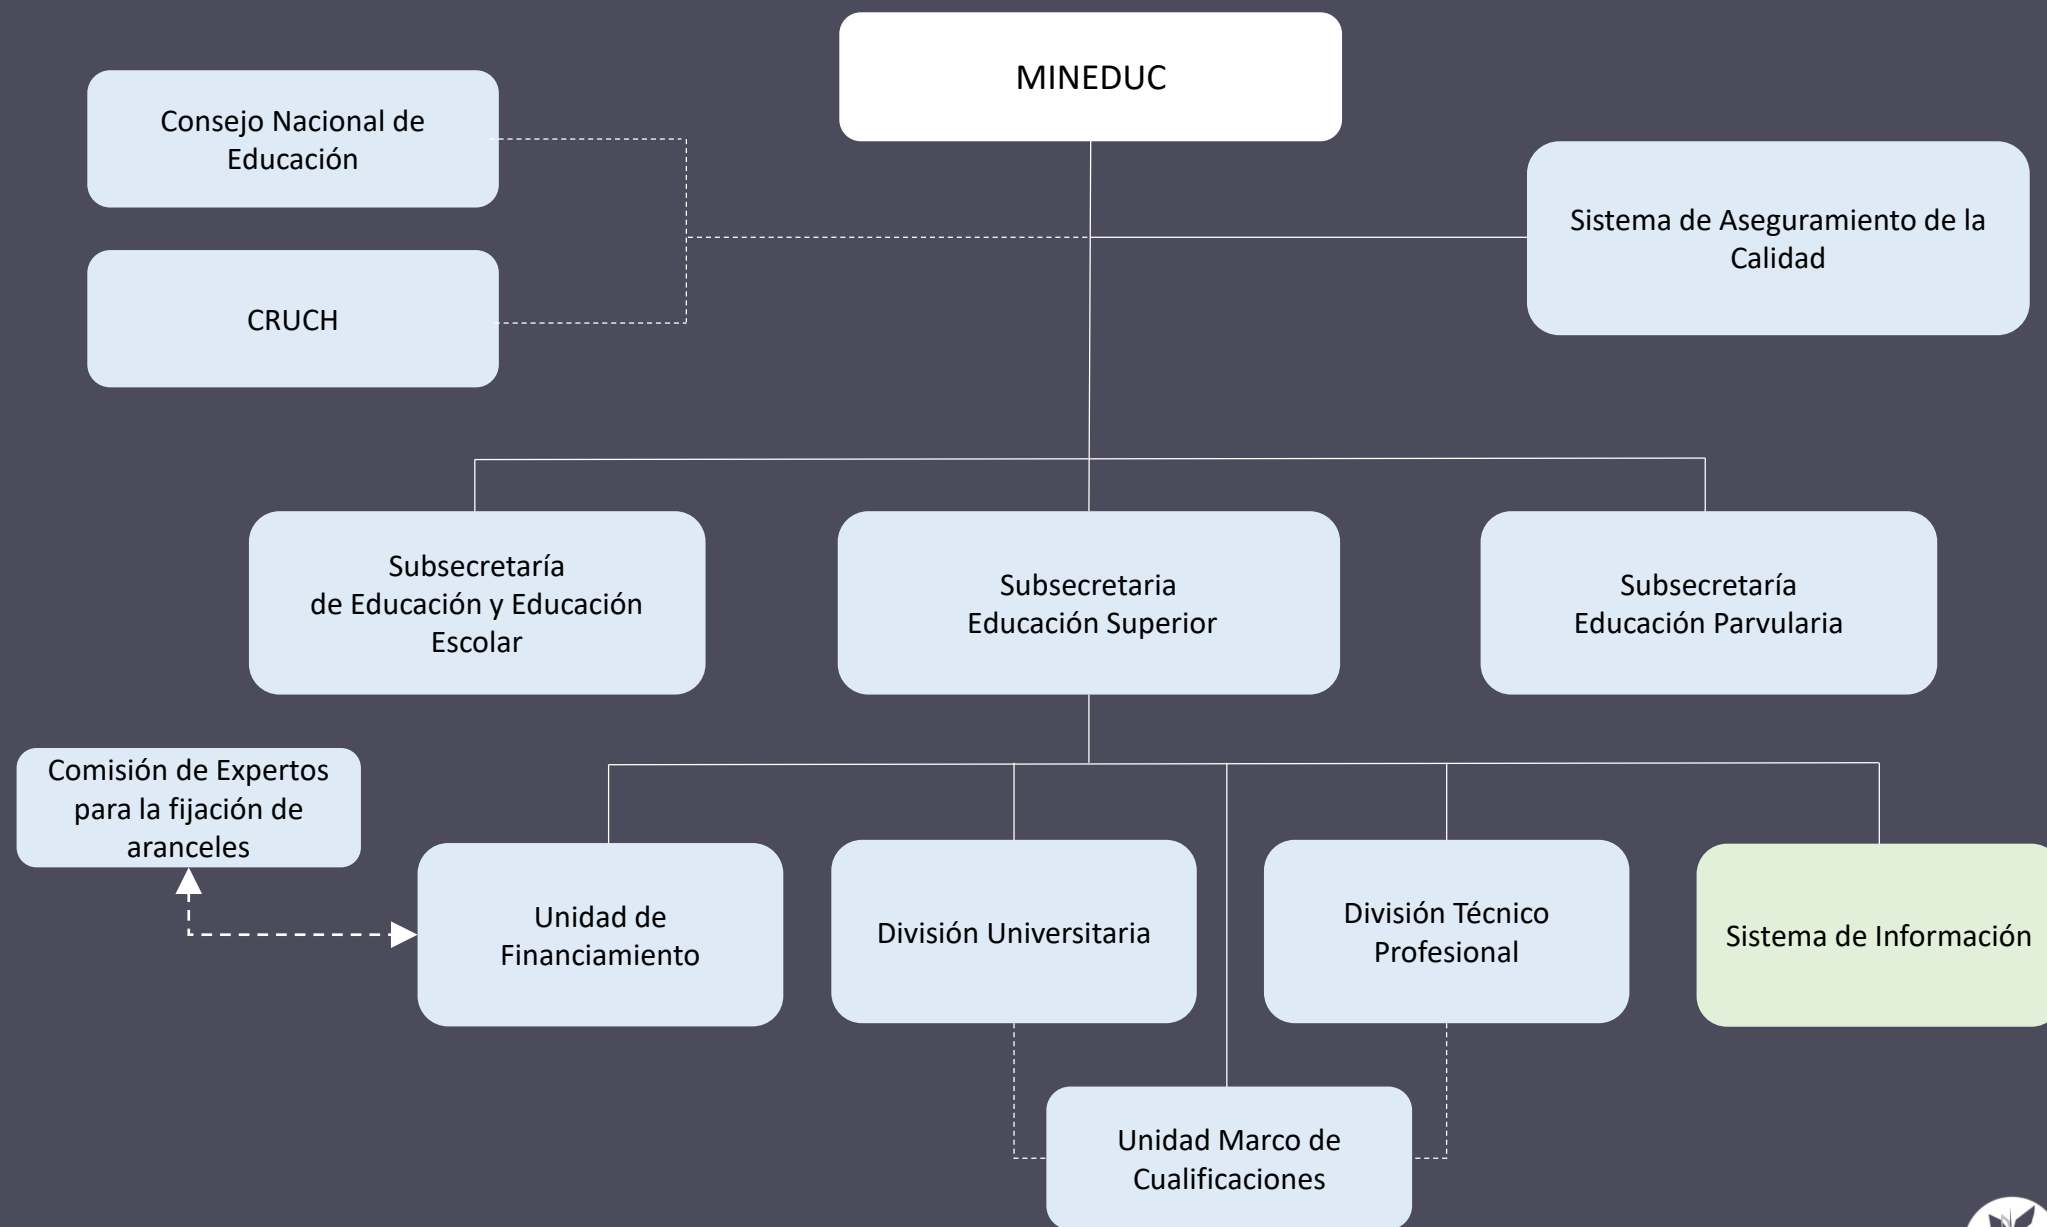 MINEDUC
Consejo Nacional de
Educación
Sistema de Aseguramiento de la
Calidad
CRUCH
Subsecretaría
de Educación y Educación
Escolar
Subsecretaria
Educación Superior
Subsecretaría
Educación Parvularia
Comisión de Expertos
para la fijación de
aranceles
Unidad de
Financiamiento
División Universitaria
División Técnico
Profesional
Sistema de Información
Unidad Marco de
Cualificaciones